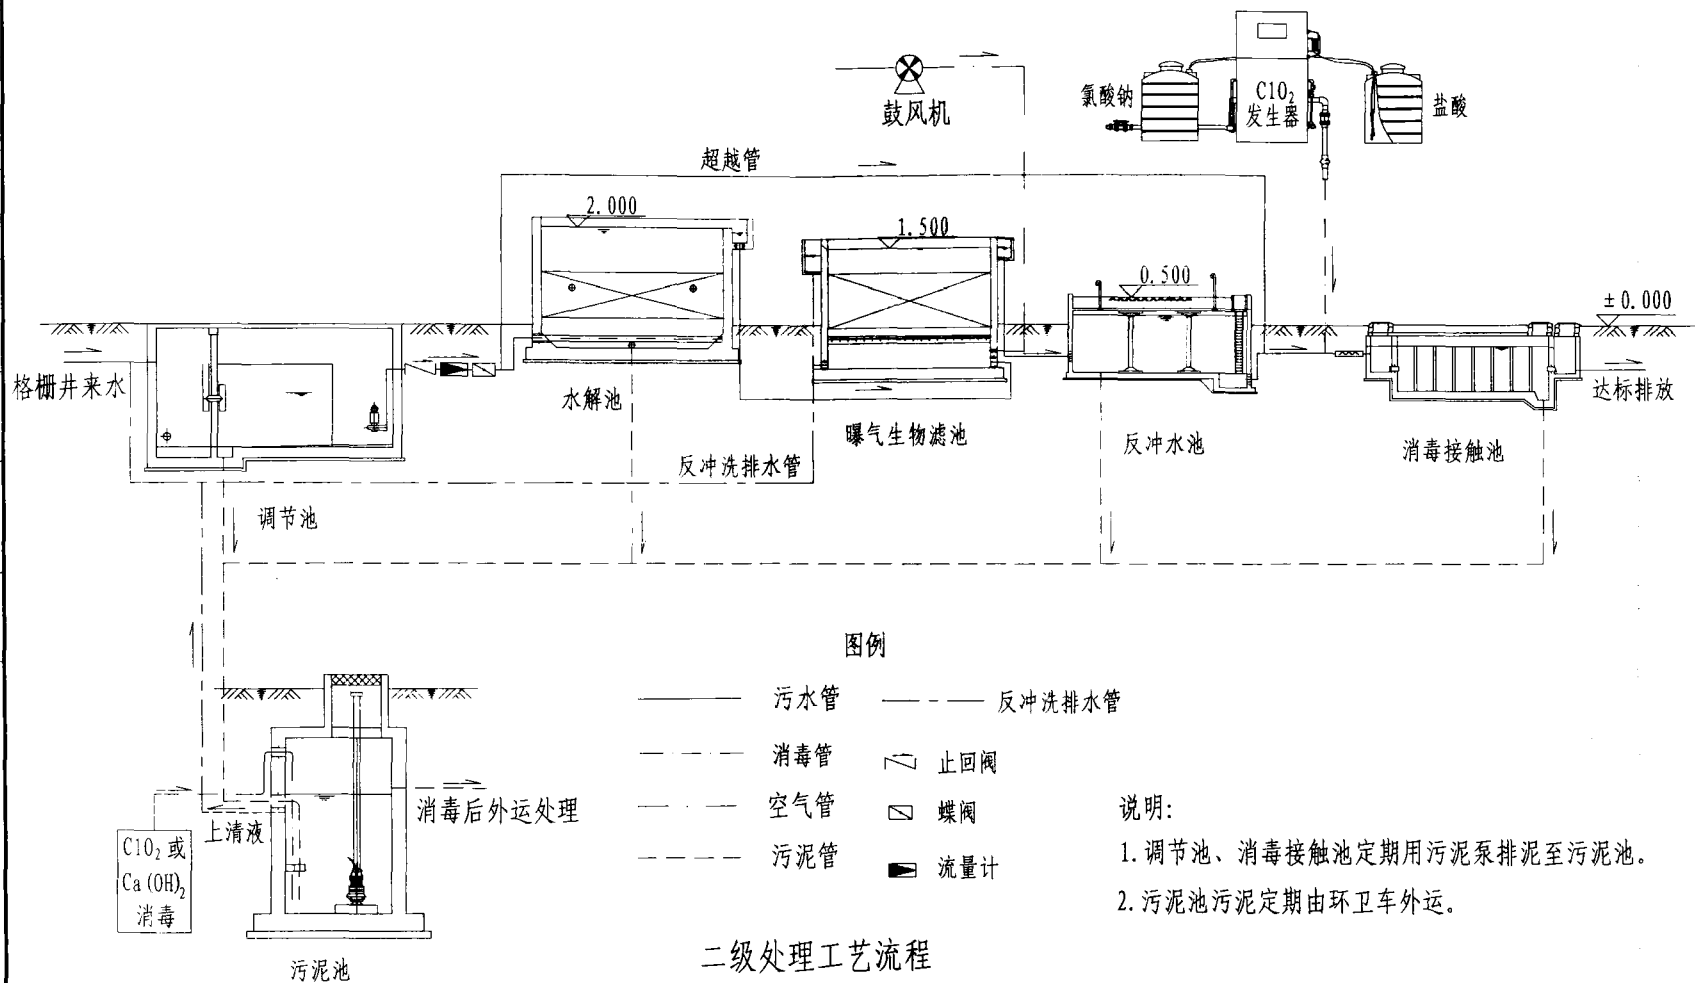 鼓风机
氯酸钠
ClO₂
发生器
盐酸
超越管
2.000
1.500
0.500
±0.000
格栅井来水
水解池
曝气生物滤池
反冲水池
消毒接触池
达标排放
反冲洗排水管
调节池
图例
污水管
反冲洗排水管
消毒管
止回阀
空气管
蝶阀
污泥管
流量计
消毒后外运处理
上清液
ClO₂或
Ca(OH)₂
消毒
污泥池
说明:
1.调节池、消毒接触池定期用污泥泵排泥至污泥池。
2.污泥池污泥定期由环卫车外运。
二级处理工艺流程